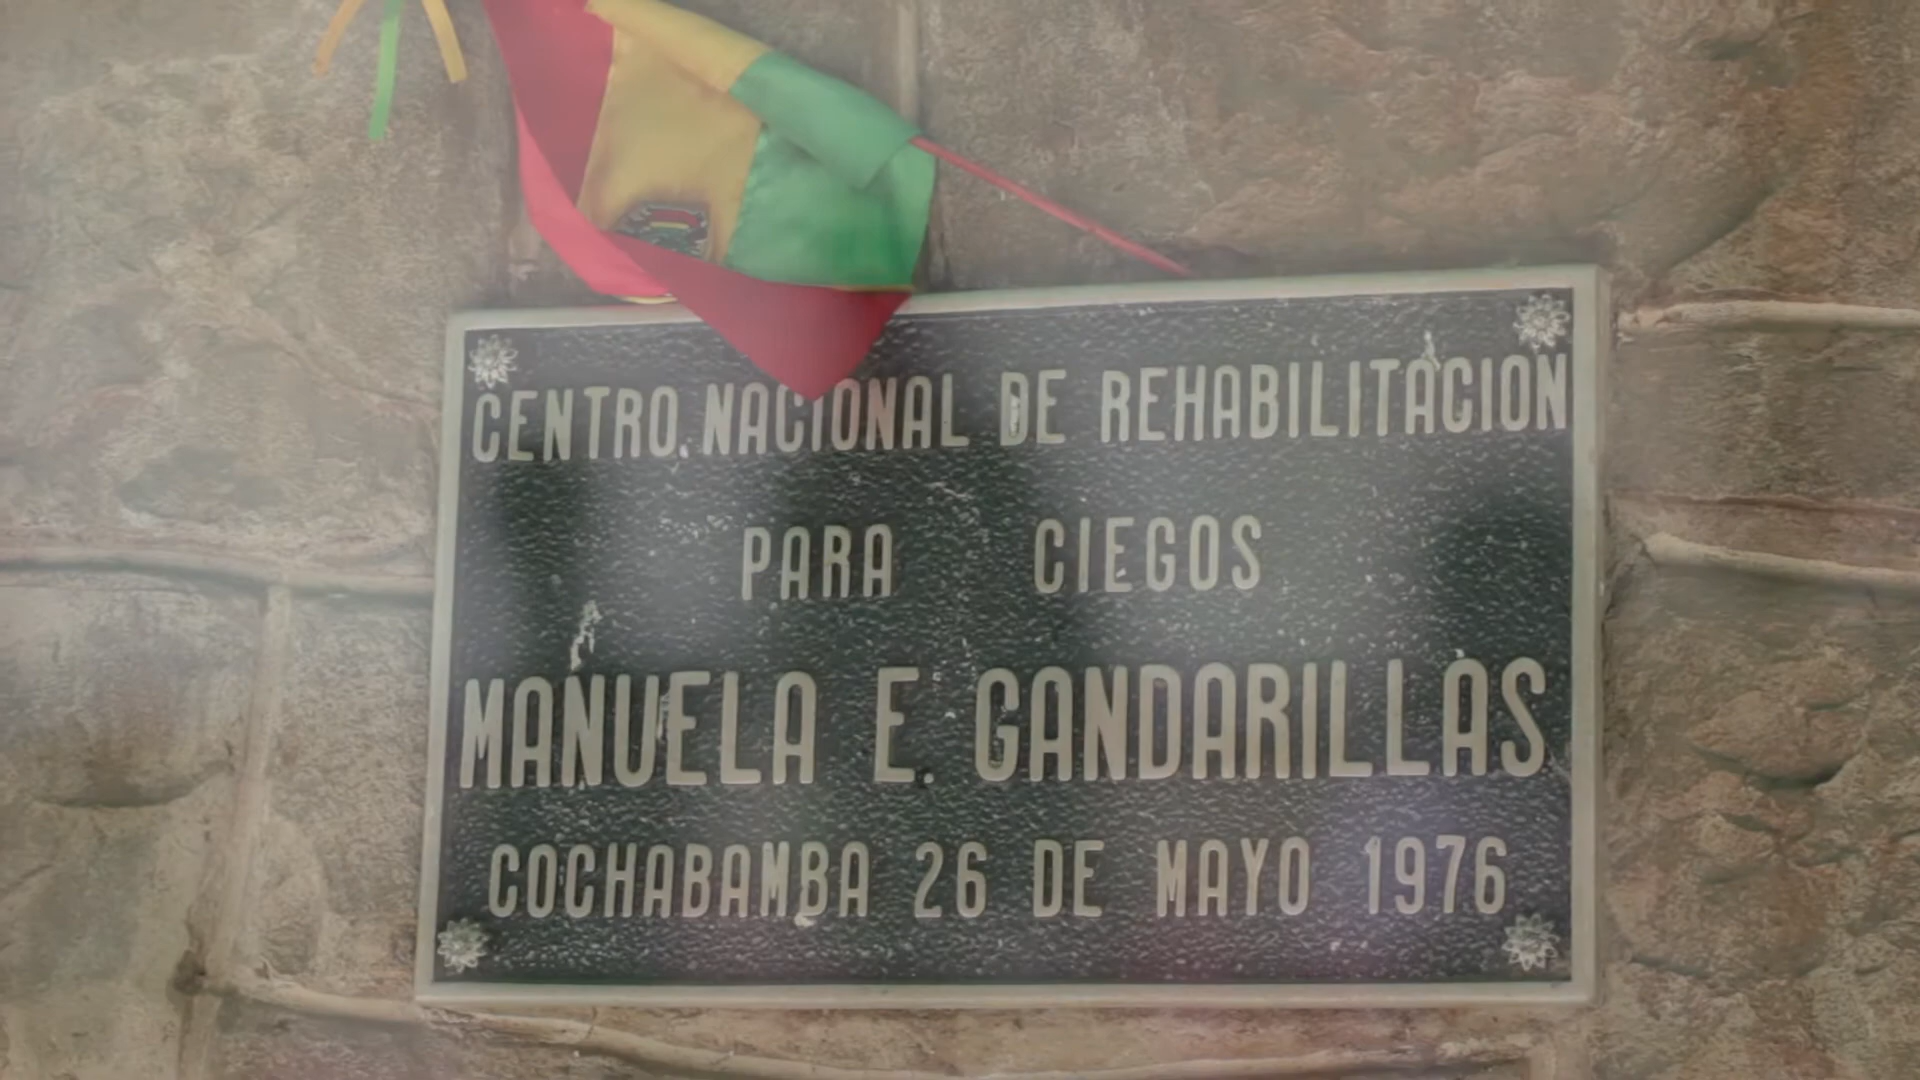 CENTRO NACIONAL DE REHABILITACION
PARA CIEGOS
MANUELA E. GANDARILLAS
COCHABAMBA 26 DE MAYO 1976